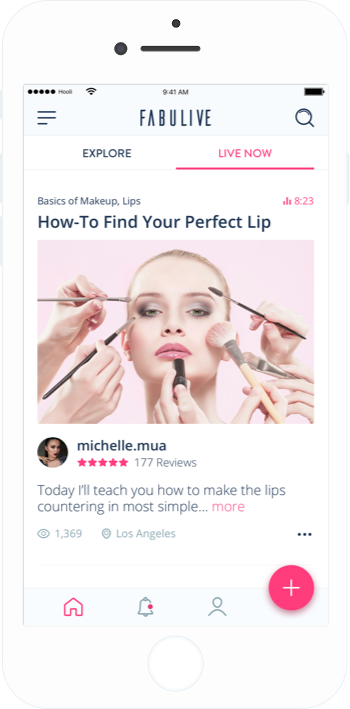 Hooli
9:41 AM
FABULIVE
EXPLORE
LIVE NOW
Basics of Makeup, Lips
8:23
How-To Find Your Perfect Lip
michelle.mua
177 Reviews
Today I'll teach you how to make the lips
countering in most simple... more
1,369
Los Angeles